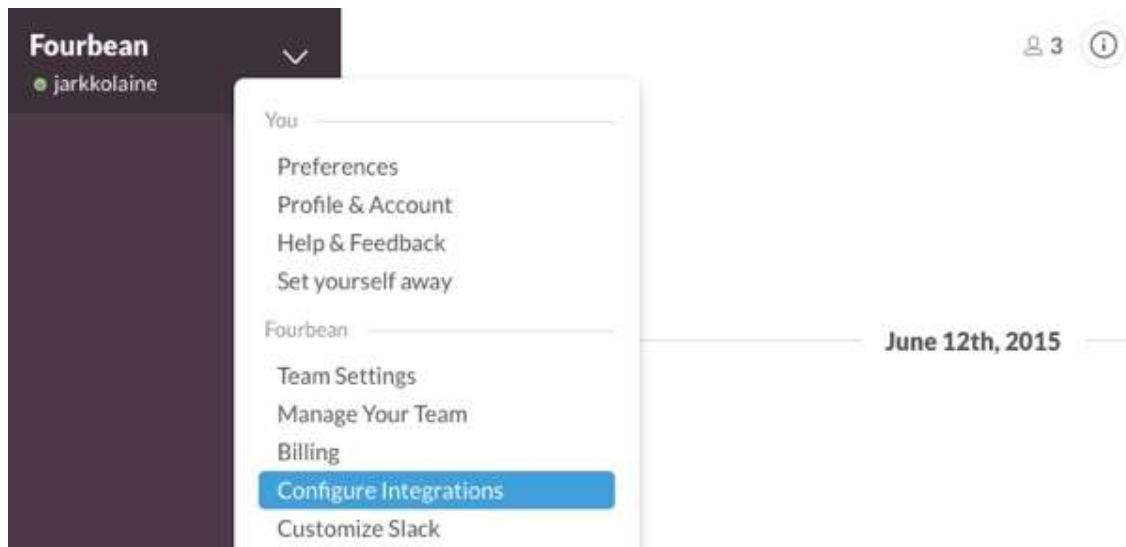 Fourbean
jarkkolaine
3
You
Preferences
Profile & Account
Help & Feedback
Set yourself away
Fourbean
June 12th, 2015
Team Settings
Manage Your Team
Billing
Configure Integrations
Customize Slack